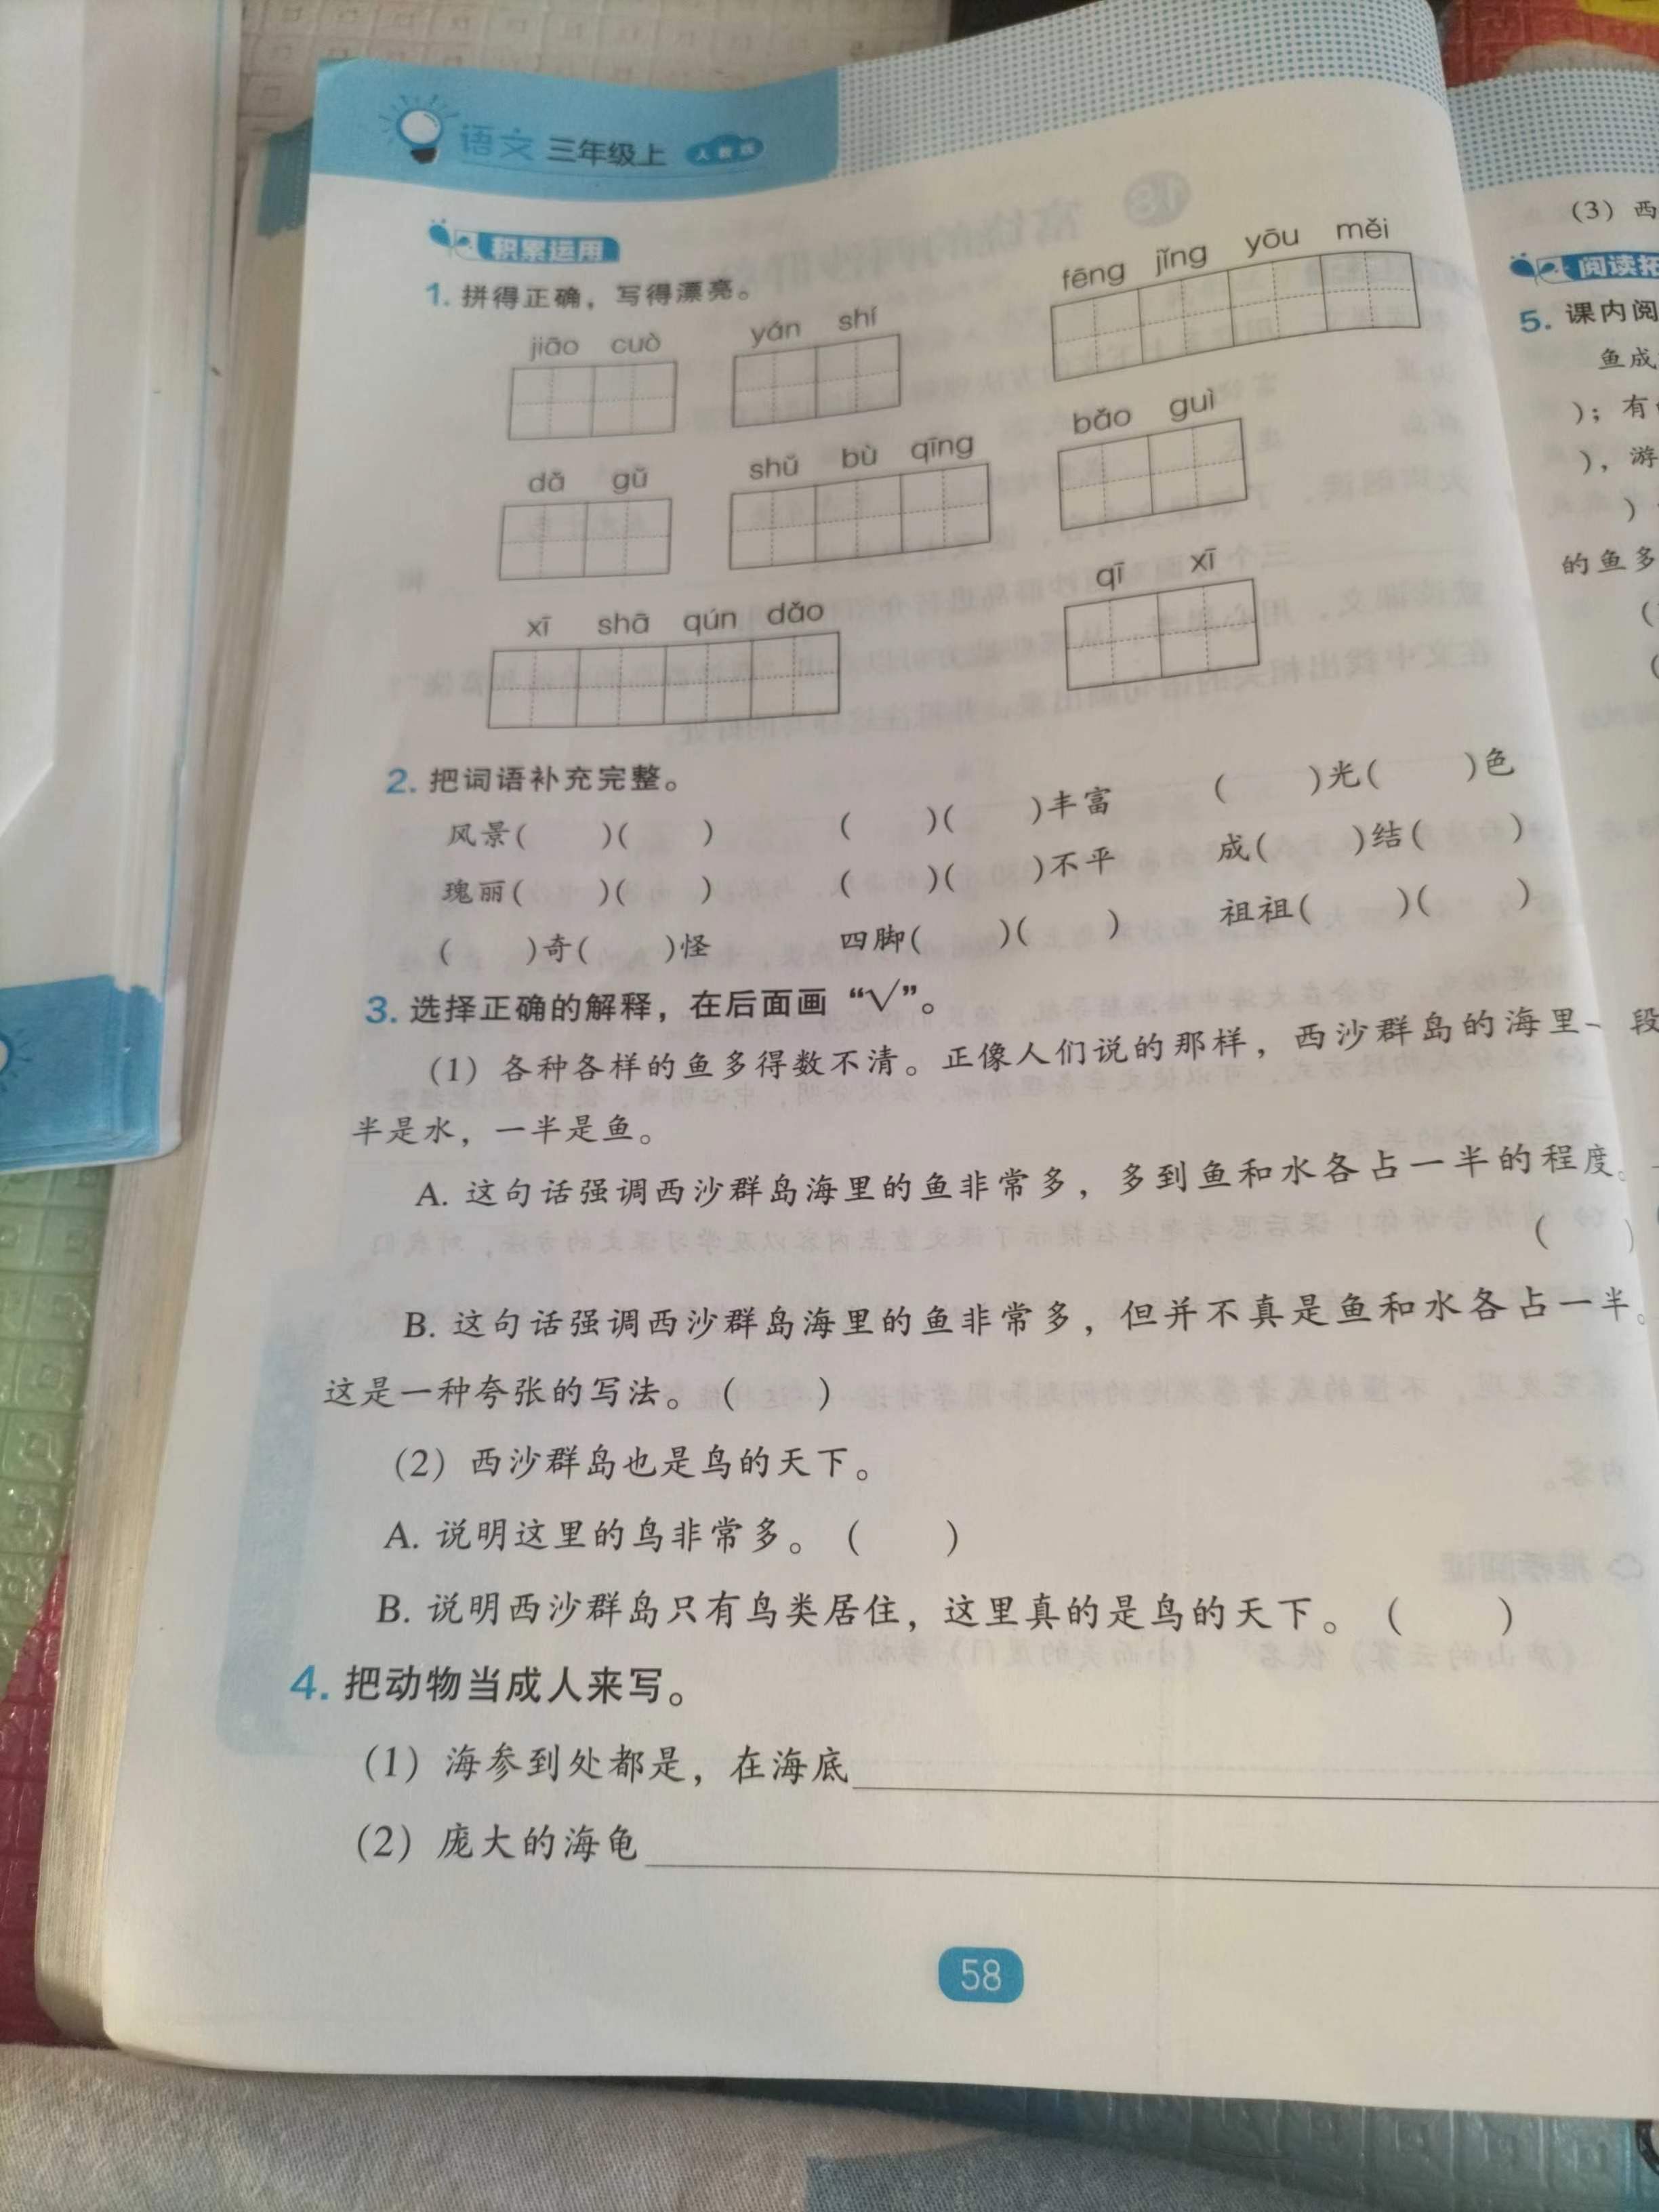 语文 三年级上 人教版
积累运用
1. 拼得正确，写得漂亮。
jiāo cuò yán shí fēng jǐng yōu měi
dǎ gǔ shǔ bù qīng bǎo guì
xī shā qún dǎo qī xī
2. 把词语补充完整。
风景( )( ) ( )( )丰富 ( )光( )色
瑰丽( )( ) ( )( )不平 成( )结( )
( )奇( )怪 四脚( )( ) 祖祖( )( )
3. 选择正确的解释，在后面画“√”。
(1) 各种各样的鱼多得数不清。正像人们说的那样，西沙群岛的海里一
半是水，一半是鱼。
A. 这句话强调西沙群岛海里的鱼非常多，多到鱼和水各占一半的程度。
( )
B. 这句话强调西沙群岛海里的鱼非常多，但并不真是鱼和水各占一半。
这是一种夸张的写法。( )
(2) 西沙群岛也是鸟的天下。
A. 说明这里的鸟非常多。( )
B. 说明西沙群岛只有鸟类居住，这里真的是鸟的天下。( )
4. 把动物当成人来写。
(1) 海参到处都是，在海底
(2) 庞大的海龟
58
(3) 西
阅读拓
5. 课内阅
鱼成
)；有
)，游
)
的鱼多
(
(
段